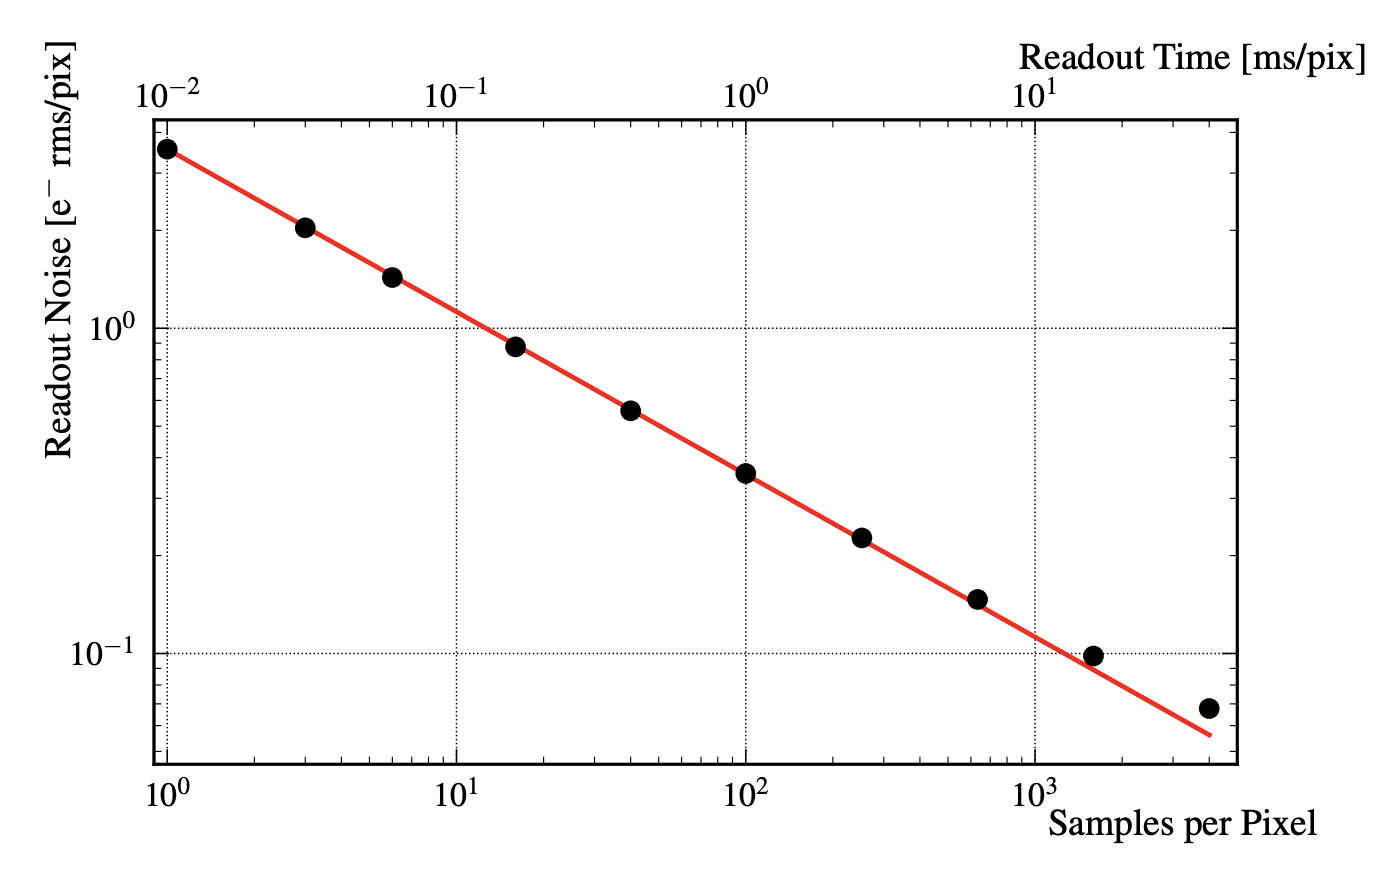 Readout Time [ms/pix]
10⁻² 10⁻¹ 10⁰ 10¹
Readout Noise [e⁻ rms/pix]
10⁰
10⁻¹
10⁰ 10¹ 10² 10³
Samples per Pixel